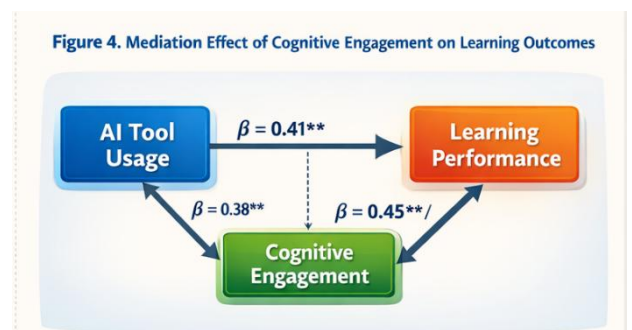 Figure 4. Mediation Effect of Cognitive Engagement on Learning Outcomes
AI Tool
Usage
β = 0.41**
Learning
Performance
β = 0.38**
β = 0.45**/
Cognitive
Engagement